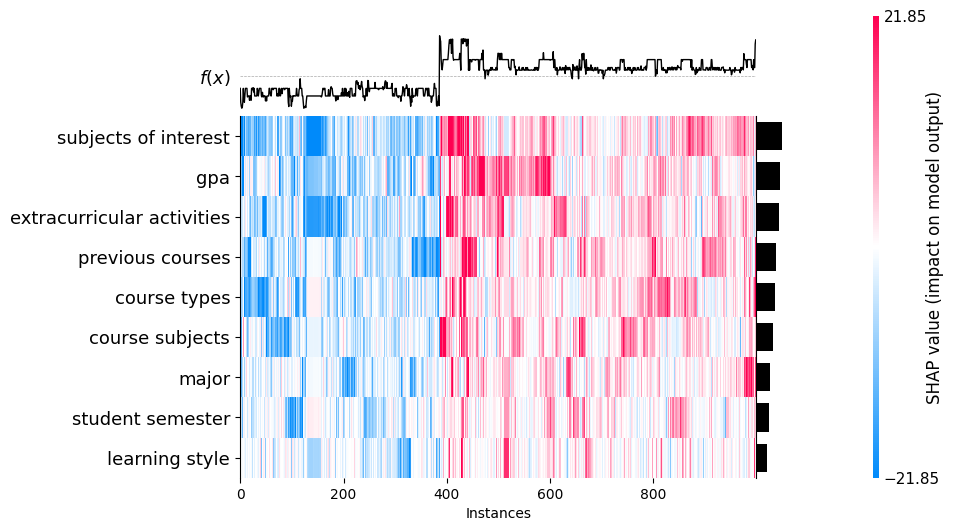 21.85
f(x)
subjects of interest
gpa
extracurricular activities
previous courses
course types
course subjects
major
student semester
learning style
0 200 400 600 800
Instances
SHAP value (impact on model output)
−21.85